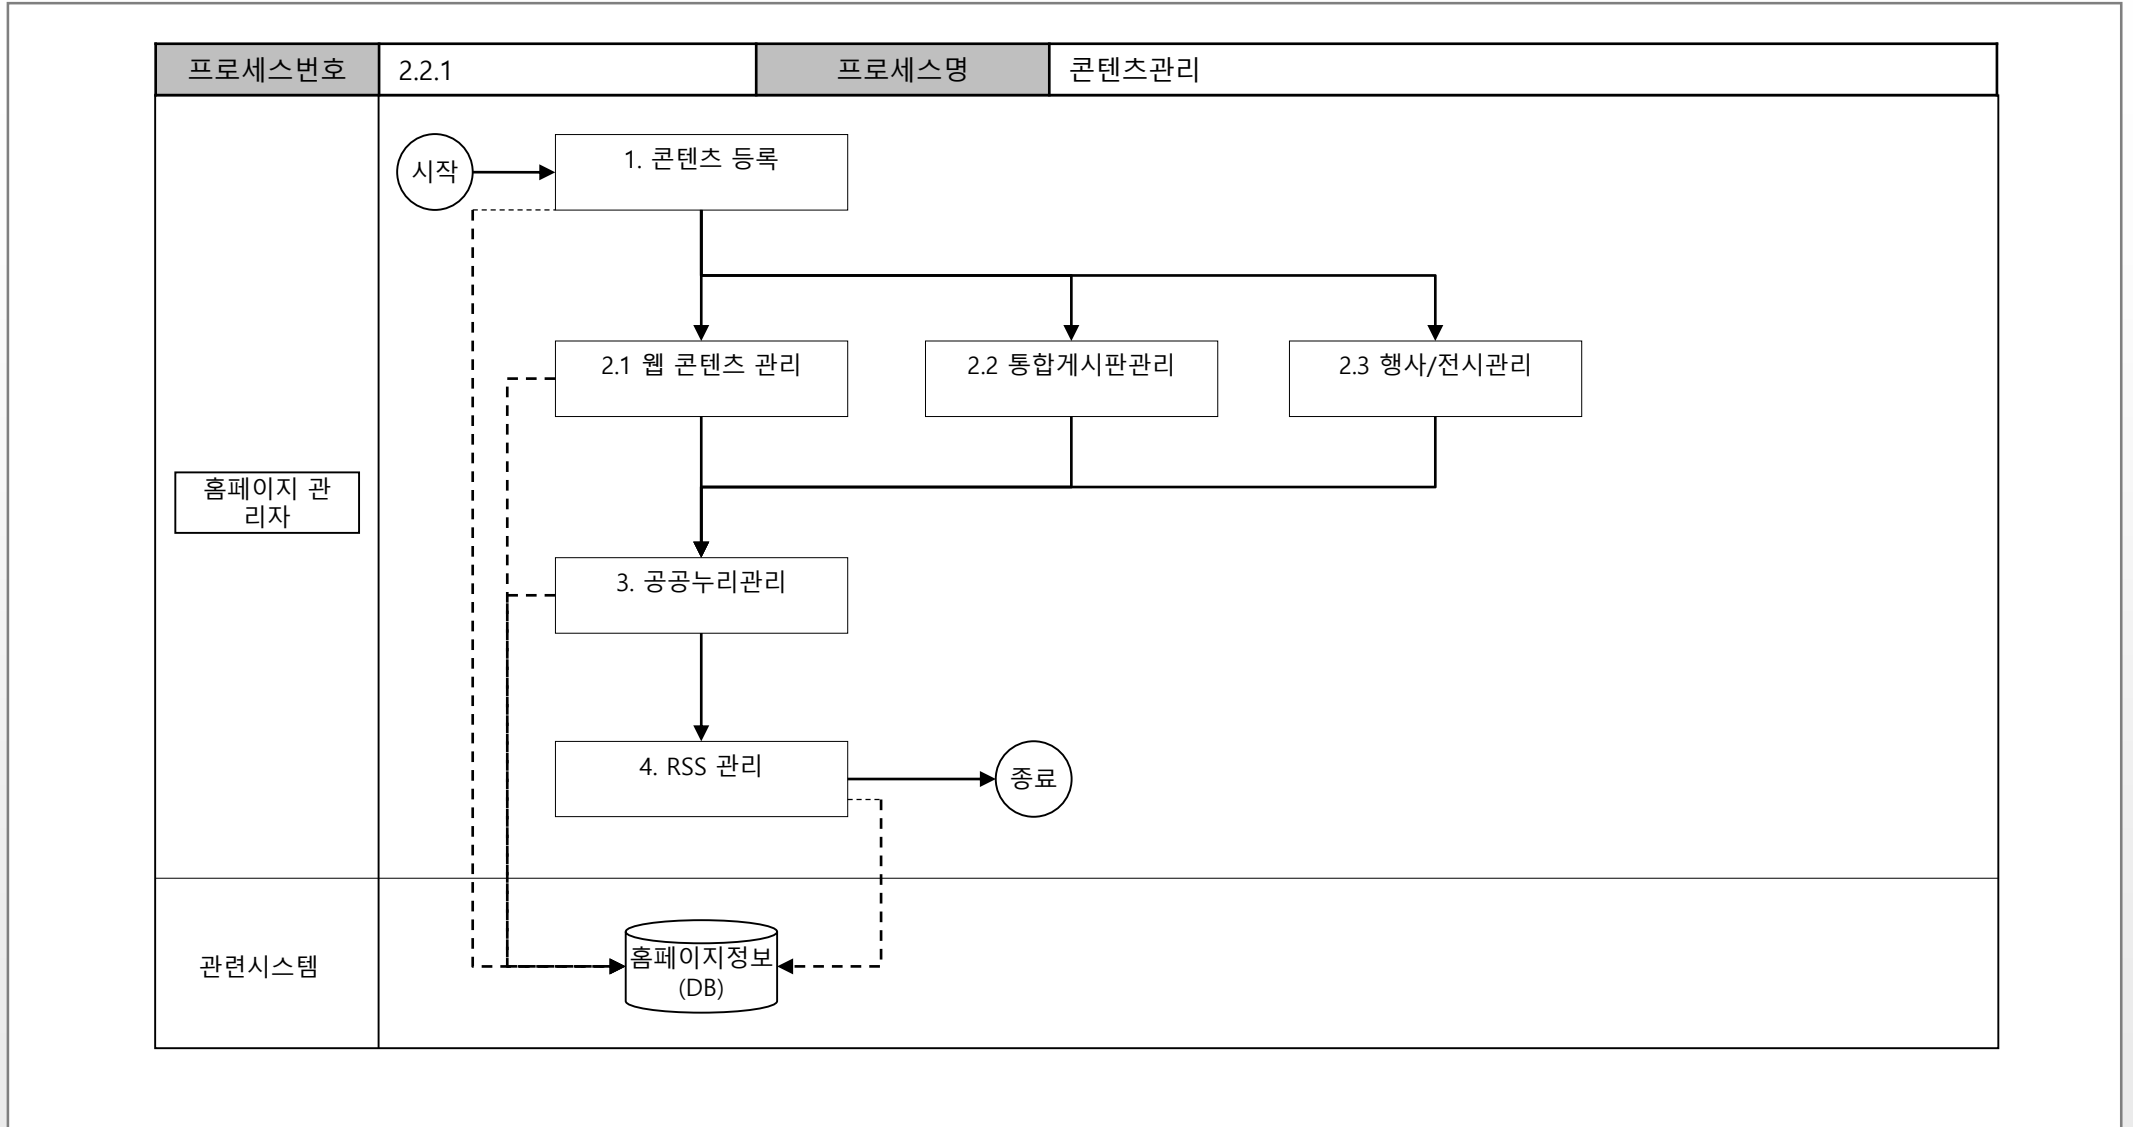 프로세스번호
2.2.1
프로세스명
콘텐츠관리
시작
1. 콘텐츠 등록
2.1 웹 콘텐츠 관리
2.2 통합게시판관리
2.3 행사/전시관리
홈페이지 관
리자
3. 공공누리관리
4. RSS 관리
종료
관련시스템
홈페이지정보
(DB)